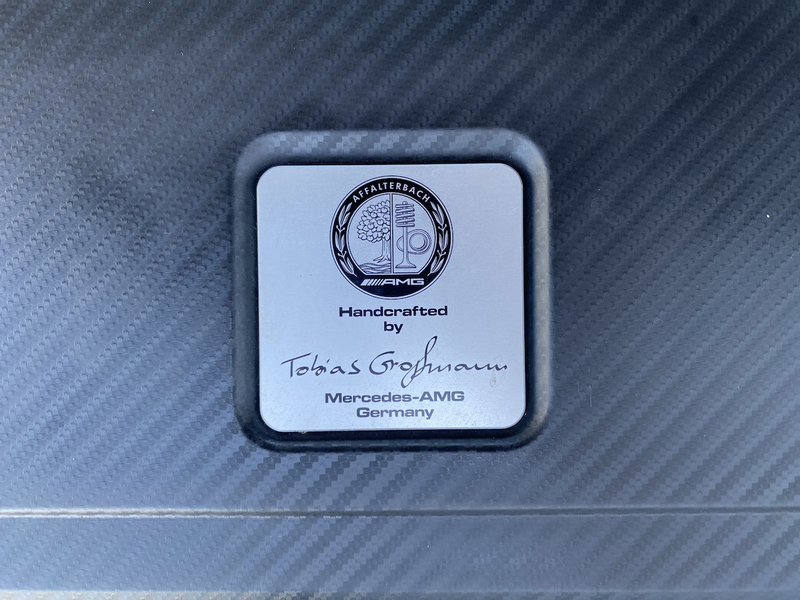 AFFALTERBACH
AMG
Handcrafted
by
Tobias Großmann
Mercedes-AMG
Germany